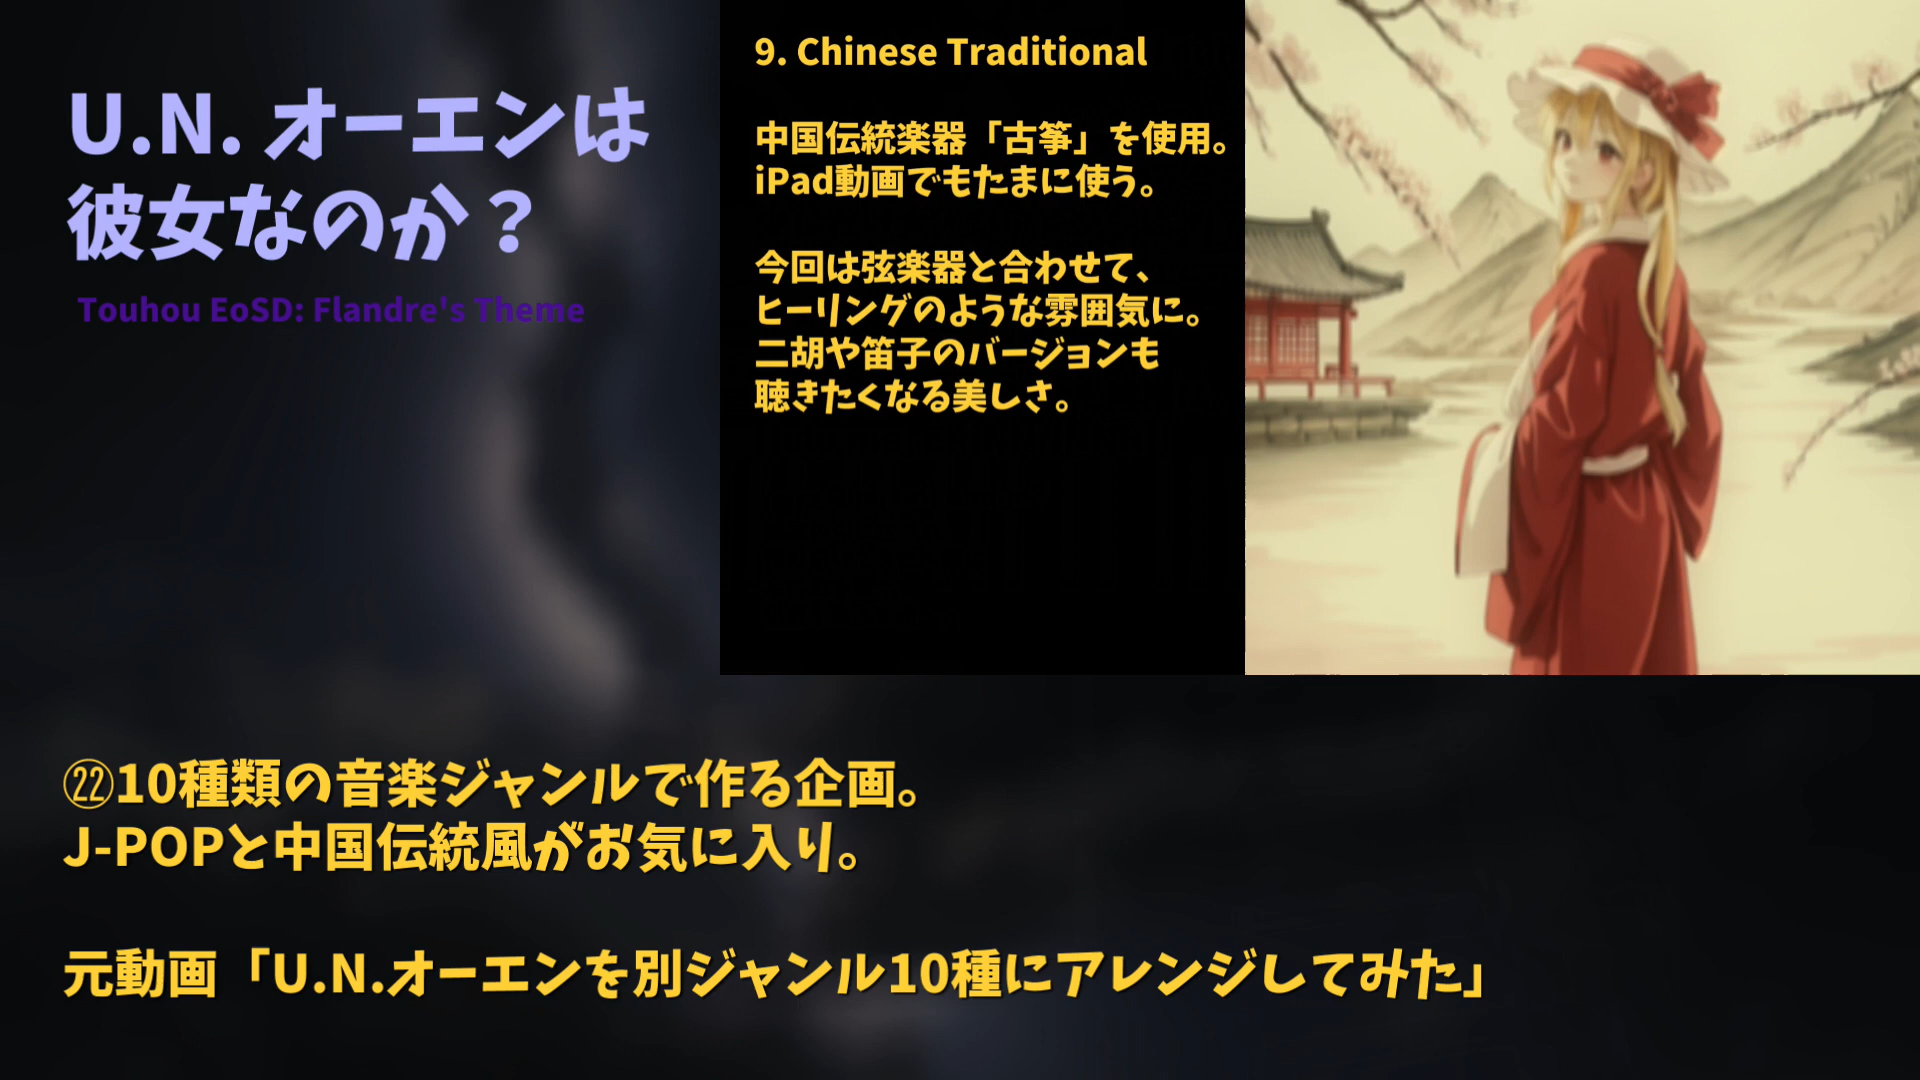 U.N. オーエンは
彼女なのか？
Touhou EoSD: Flandre's Theme
9. Chinese Traditional
中国伝統楽器「古筝」を使用。
iPad動画でもたまに使う。
今回は弦楽器と合わせて、
ヒーリングのような雰囲気に。
二胡や笛子のバージョンも
聴きたくなる美しさ。
㉒10種類の音楽ジャンルで作る企画。
J-POPと中国伝統風がお気に入り。
元動画「U.N.オーエンを別ジャンル10種にアレンジしてみた」